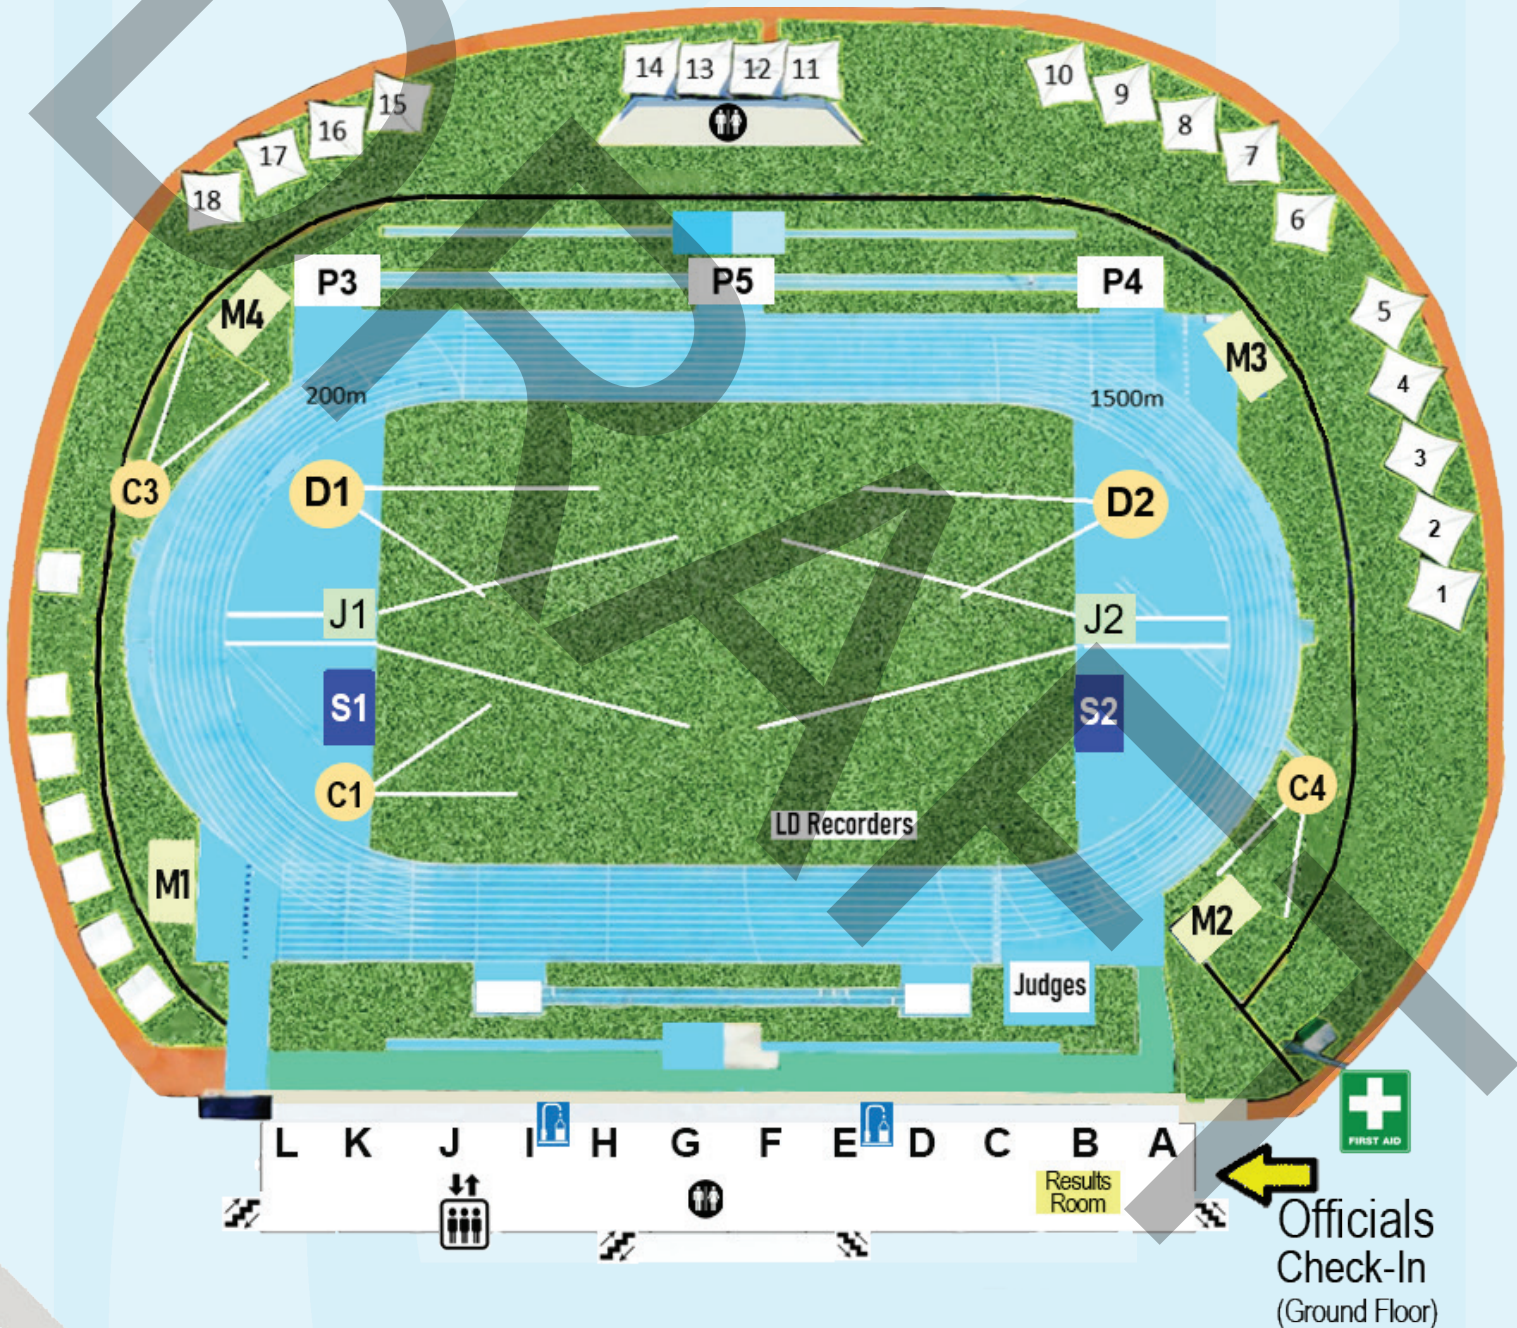 14 13 12 11
10
9
8
7
6
15
16
17
18
5
4
3
2
1
P3
P5
P4
M4
M3
200m
1500m
C3
D1
D2
J1
J2
S1
S2
C1
C4
LD Recorders
M1
M2
Judges
L K J I H G F E D C B A
FIRST AID
Results
Room
Officials
Check-In
(Ground Floor)
DRAFT